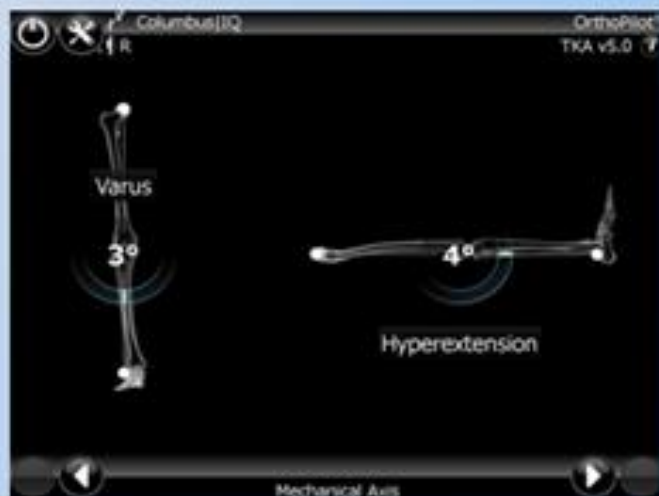 Columbus|IQ OrthoPilot
R TKA v5.0
Varus
3°
4°
Hyperextension
Mechanical Axis